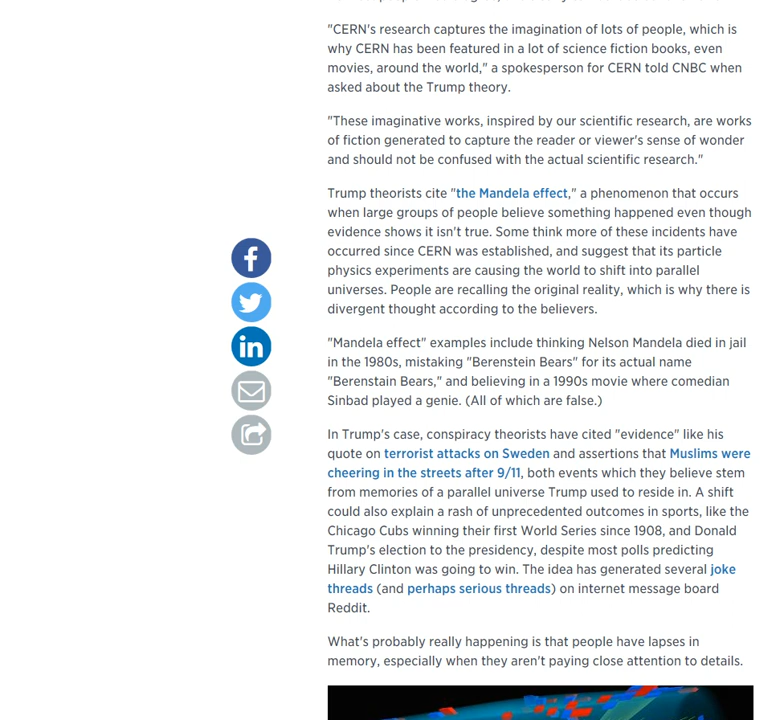 "CERN's research captures the imagination of lots of people, which is
why CERN has been featured in a lot of science fiction books, even
movies, around the world," a spokesperson for CERN told CNBC when
asked about the Trump theory.
"These imaginative works, inspired by our scientific research, are works
of fiction generated to capture the reader or viewer's sense of wonder
and should not be confused with the actual scientific research."
Trump theorists cite "the Mandela effect," a phenomenon that occurs
when large groups of people believe something happened even though
evidence shows it isn't true. Some think more of these incidents have
occurred since CERN was established, and suggest that its particle
physics experiments are causing the world to shift into parallel
universes. People are recalling the original reality, which is why there is
divergent thought according to the believers.
"Mandela effect" examples include thinking Nelson Mandela died in jail
in the 1980s, mistaking "Berenstein Bears" for its actual name
"Berenstain Bears," and believing in a 1990s movie where comedian
Sinbad played a genie. (All of which are false.)
In Trump's case, conspiracy theorists have cited "evidence" like his
quote on terrorist attacks on Sweden and assertions that Muslims were
cheering in the streets after 9/11, both events which they believe stem
from memories of a parallel universe Trump used to reside in. A shift
could also explain a rash of unprecedented outcomes in sports, like the
Chicago Cubs winning their first World Series since 1908, and Donald
Trump's election to the presidency, despite most polls predicting
Hillary Clinton was going to win. The idea has generated several joke
threads (and perhaps serious threads) on internet message board
Reddit.
What's probably really happening is that people have lapses in
memory, especially when they aren't paying close attention to details.